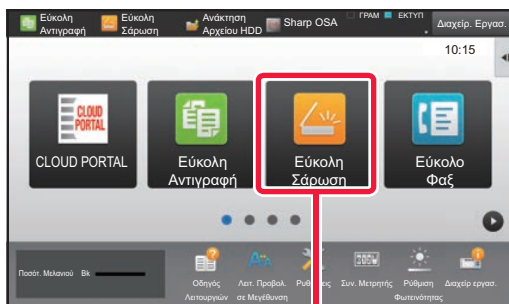 Εύκολη Αντιγραφή
Εύκολη Σάρωση
Ανάκτηση Αρχείου HDD
Sharp OSA
ΓΡΑΜ
ΕΚΤΥΠ
Διαχείρ. Εργασ.
10:15
CLOUD PORTAL
CLOUD PORTAL
Εύκολη
Αντιγραφή
Εύκολη
Σάρωση
Εύκολο
Φαξ
Ποσότ. Μελανιού Bk
Οδηγός
Λειτουργιών
Λειτ. Προβολ.
σε Μεγέθυνση
Συν. Μετρητής
Ρύθμιση
Φωτεινότητας
Διαχείρ εργασ.